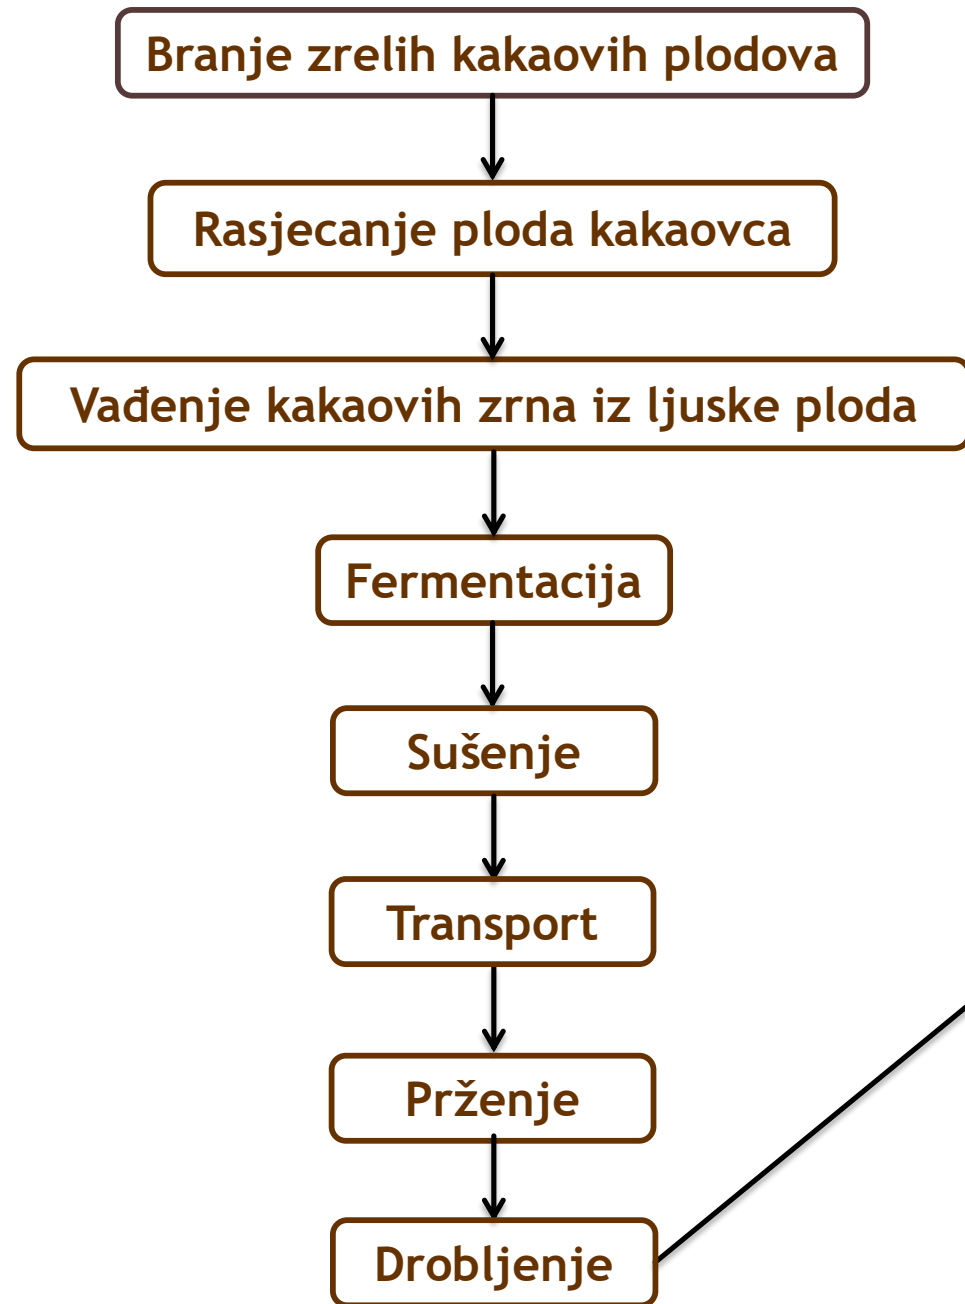 Branje zrelih kakaovih plodova
Rasjecanje ploda kakaovca
Vađenje kakaovih zrna iz ljuske ploda
Fermentacija
Sušenje
Transport
Prženje
Drobljenje